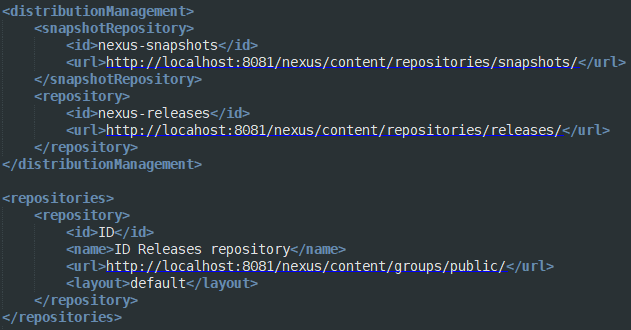 <distributionManagement>
    <snapshotRepository>
        <id>nexus-snapshots</id>
        <url>http://localhost:8081/nexus/content/repositories/snapshots/</url>
    </snapshotRepository>
    <repository>
        <id>nexus-releases</id>
        <url>http://locahost:8081/nexus/content/repositories/releases/</url>
    </repository>
</distributionManagement>

<repositories>
    <repository>
        <id>ID</id>
        <name>ID Releases repository</name>
        <url>http://localhost:8081/nexus/content/groups/public/</url>
        <layout>default</layout>
    </repository>
</repositories>